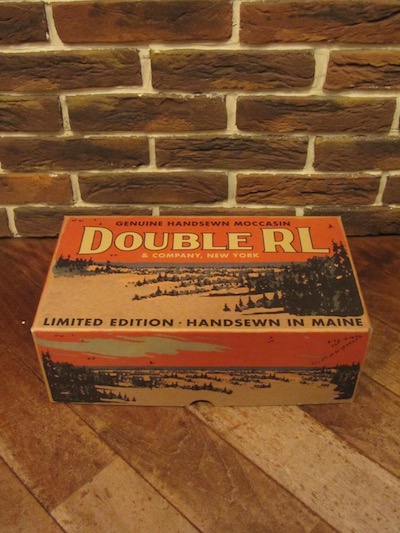 GENUINE HANDSEWN MOCCASIN
DOUBLE RL
& COMPANY, NEW YORK
LIMITED EDITION · HANDSEWN IN MAINE